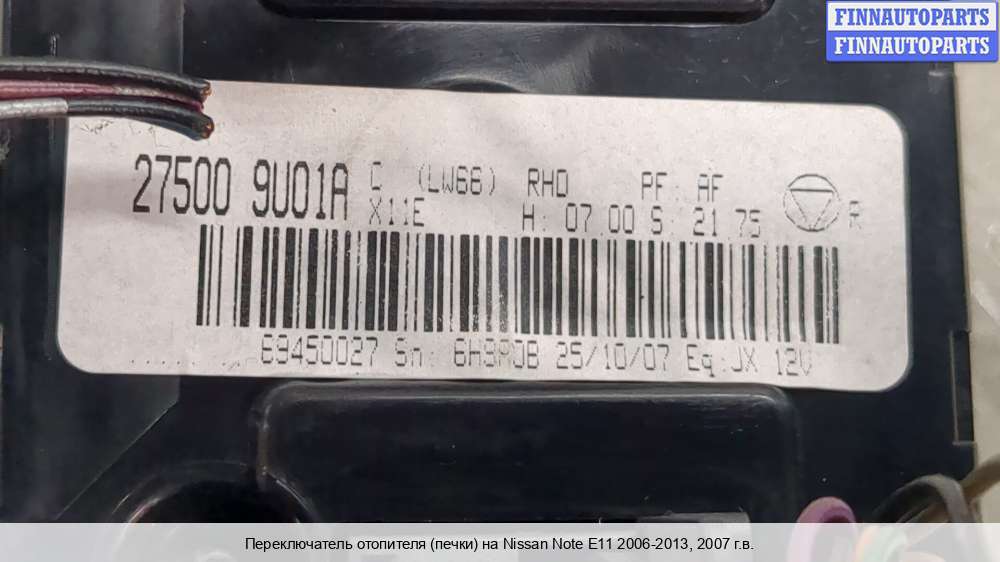 FINNAUTOPARTS
FINNAUTOPARTS
27500 9U01A C (LW66) RHD PF: AF
X11E H: 07 00 S: 21 75 R
69450027 Sn: 25/10/07 Eq:JX 12V
Переключатель отопителя (печки) на Nissan Note E11 2006-2013, 2007 г.в.